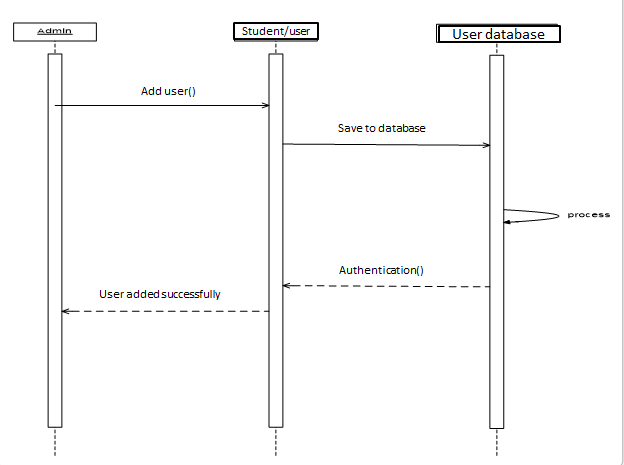 Admin
Student/user
User database
Add user()
Save to database
process
Authentication()
User added successfully